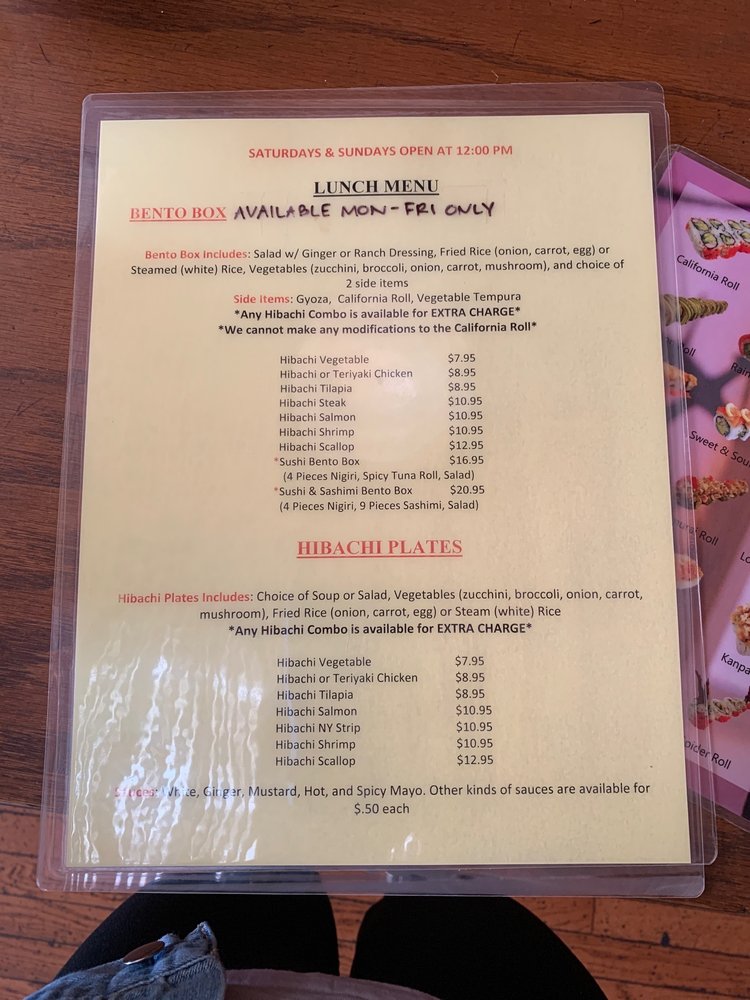 SATURDAYS & SUNDAYS OPEN AT 12:00 PM
LUNCH MENU
BENTO BOX AVAILABLE MON-FRI ONLY
Bento Box Includes: Salad w/ Ginger or Ranch Dressing, Fried Rice (onion, carrot, egg) or
Steamed (white) Rice, Vegetables (zucchini, broccoli, onion, carrot, mushroom), and choice of
2 side items
Side items: Gyoza, California Roll, Vegetable Tempura
*Any Hibachi Combo is available for EXTRA CHARGE*
*We cannot make any modifications to the California Roll*
Hibachi Vegetable $7.95
Hibachi or Teriyaki Chicken $8.95
Hibachi Tilapia $8.95
Hibachi Steak $10.95
Hibachi Salmon $10.95
Hibachi Shrimp $10.95
Hibachi Scallop $12.95
*Sushi Bento Box $16.95
(4 Pieces Nigiri, Spicy Tuna Roll, Salad)
*Sushi & Sashimi Bento Box $20.95
(4 Pieces Nigiri, 9 Pieces Sashimi, Salad)
HIBACHI PLATES
Hibachi Plates Includes: Choice of Soup or Salad, Vegetables (zucchini, broccoli, onion, carrot,
mushroom), Fried Rice (onion, carrot, egg) or Steam (white) Rice
*Any Hibachi Combo is available for EXTRA CHARGE*
Hibachi Vegetable $7.95
Hibachi or Teriyaki Chicken $8.95
Hibachi Tilapia $8.95
Hibachi Salmon $10.95
Hibachi NY Strip $10.95
Hibachi Shrimp $10.95
Hibachi Scallop $12.95
Sauces: White, Ginger, Mustard, Hot, and Spicy Mayo. Other kinds of sauces are available for
$.50 each
California Roll
Roll
Sweet & Sou
Roll
Kanpa
pider Roll